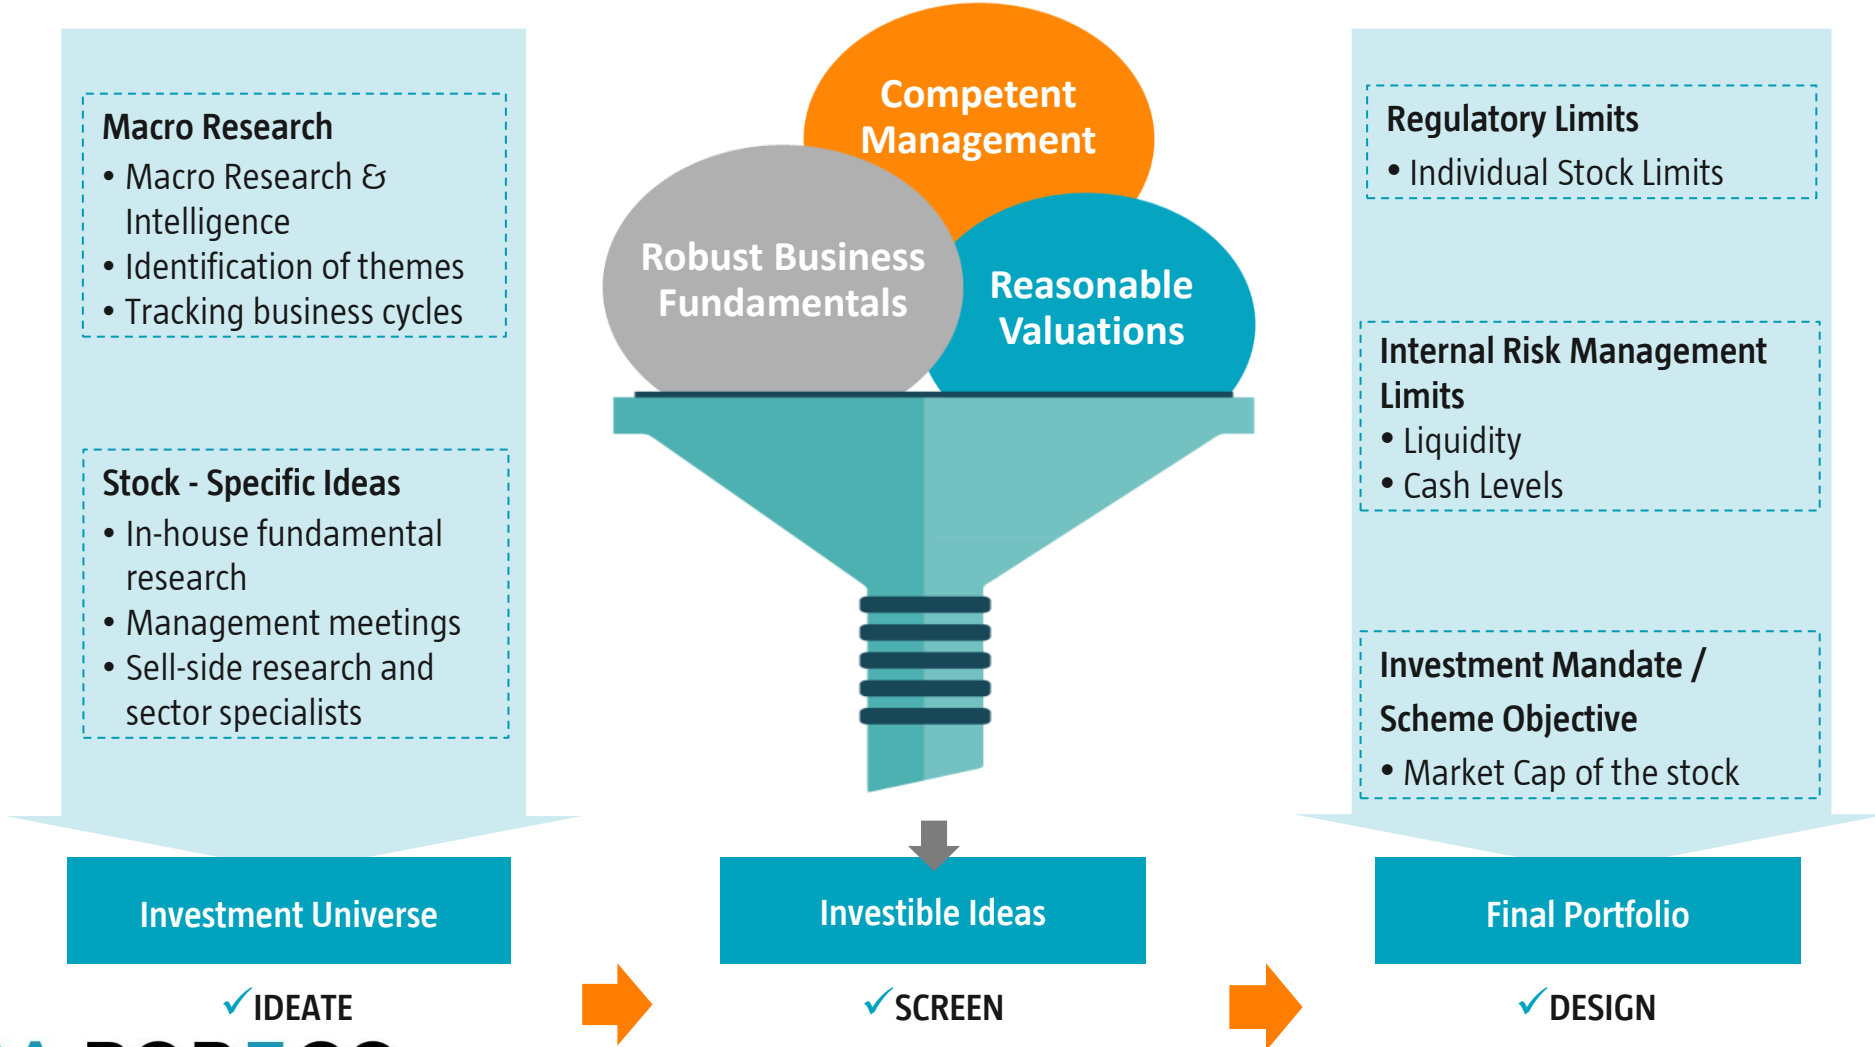 Macro Research
• Macro Research &
Intelligence
• Identification of themes
• Tracking business cycles
Stock - Specific Ideas
• In-house fundamental
research
• Management meetings
• Sell-side research and
sector specialists
Investment Universe
✓IDEATE
Competent
Management
Robust Business
Fundamentals
Reasonable
Valuations
Investible Ideas
✓SCREEN
Regulatory Limits
• Individual Stock Limits
Internal Risk Management
Limits
• Liquidity
• Cash Levels
Investment Mandate /
Scheme Objective
• Market Cap of the stock
Final Portfolio
✓DESIGN